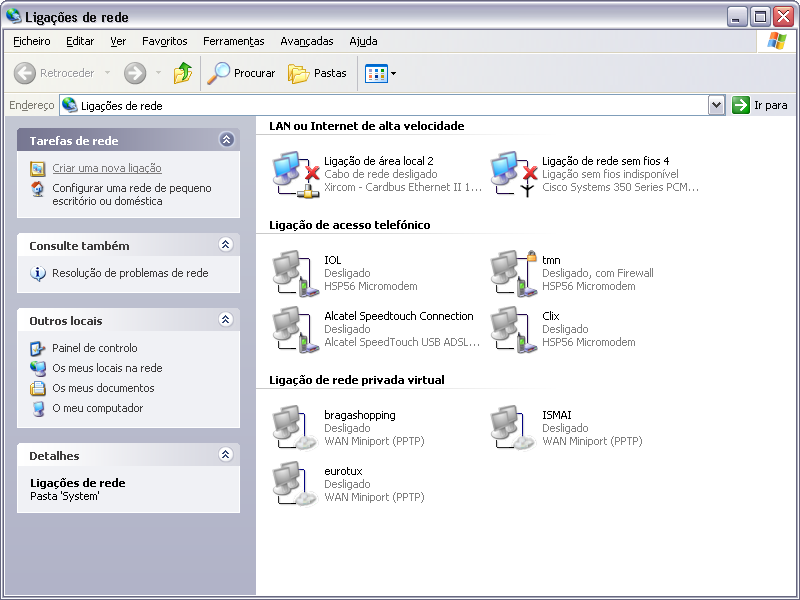 Ligações de rede
Ficheiro Editar Ver Favoritos Ferramentas Avançadas Ajuda
Retroceder Procurar Pastas
Endereço Ligações de rede Ir para
Tarefas de rede
Criar uma nova ligação
Configurar uma rede de pequeno
escritório ou doméstica
Consulte também
Resolução de problemas de rede
Outros locais
Painel de controlo
Os meus locais na rede
Os meus documentos
O meu computador
Detalhes
Ligações de rede
Pasta 'System'
LAN ou Internet de alta velocidade
Ligação de área local 2
Cabo de rede desligado
Xircom - Cardbus Ethernet II 1...
Ligação de rede sem fios 4
Ligação sem fios indisponível
Cisco Systems 350 Series PCM...
Ligação de acesso telefónico
IOL
Desligado
HSP56 Micromodem
tmn
Desligado, com Firewall
HSP56 Micromodem
Alcatel Speedtouch Connection
Desligado
Alcatel SpeedTouch USB ADSL...
Clix
Desligado
HSP56 Micromodem
Ligação de rede privada virtual
bragashopping
Desligado
WAN Miniport (PPTP)
ISMAI
Desligado
WAN Miniport (PPTP)
eurotux
Desligado
WAN Miniport (PPTP)